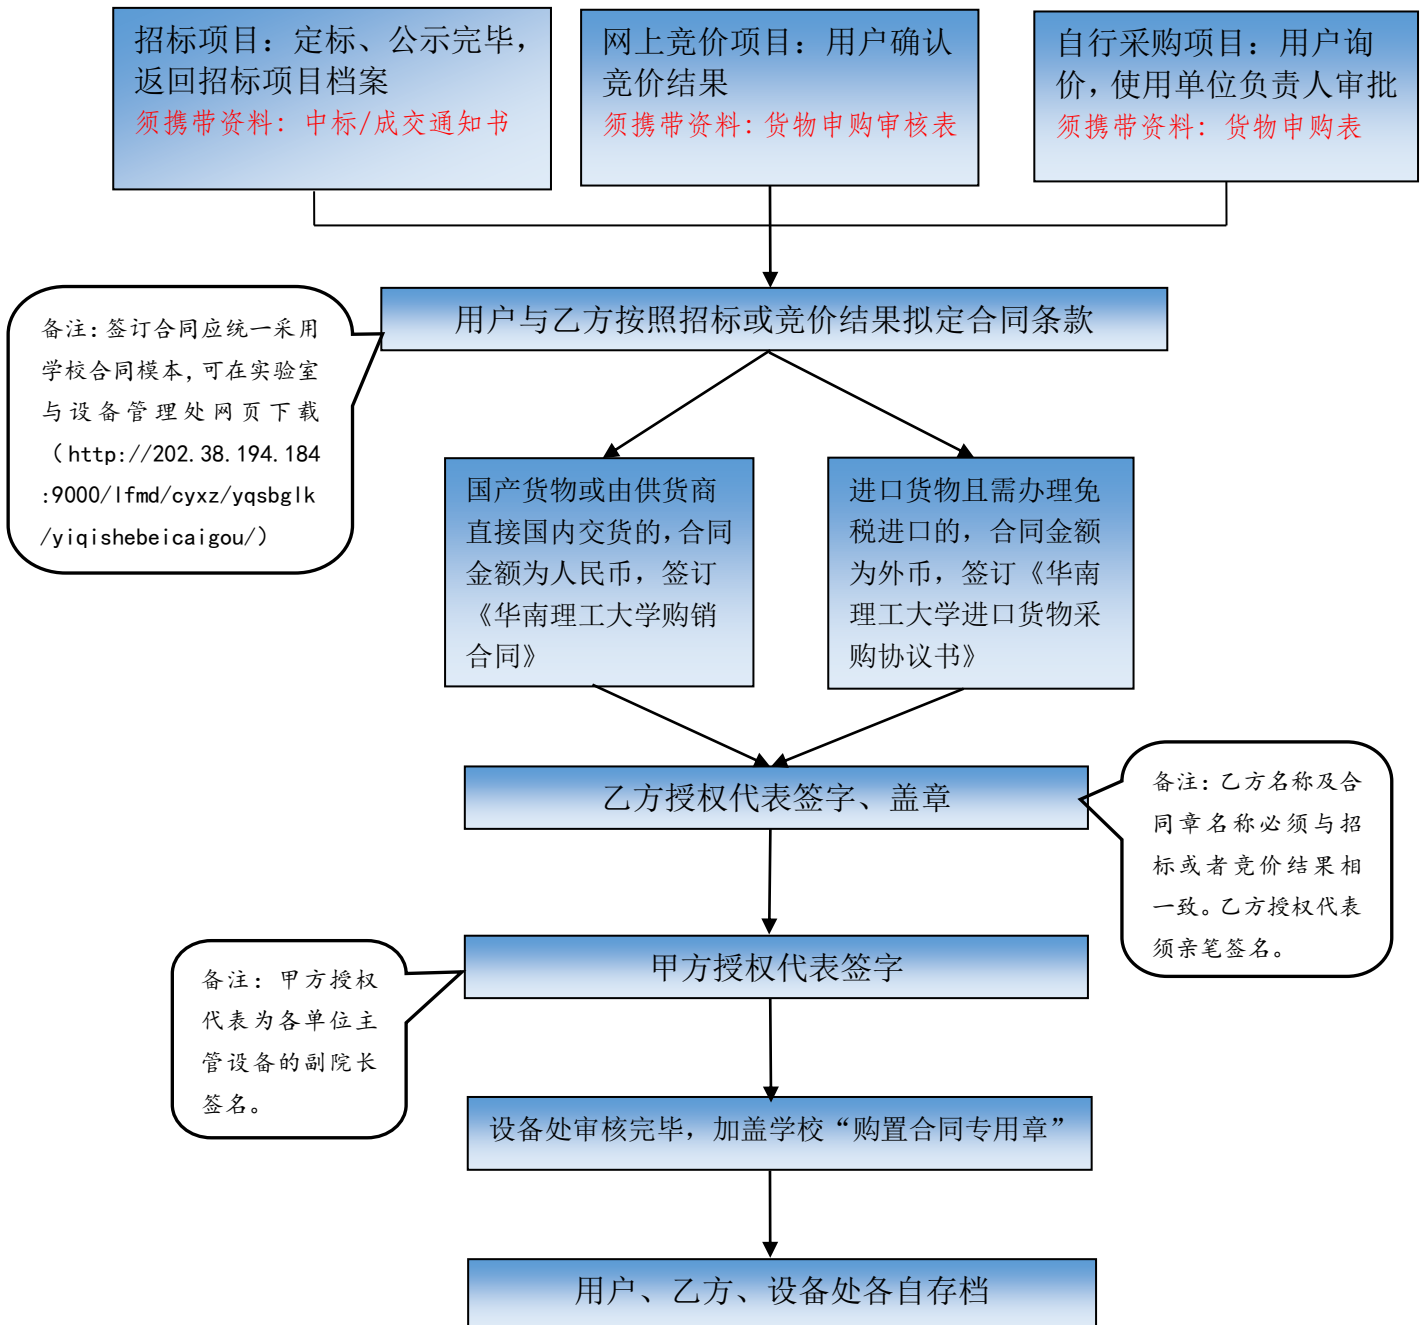 招标项目：定标、公示完毕，
返回招标项目档案
须携带资料：中标/成交通知书
网上竞价项目：用户确认
竞价结果
须携带资料：货物申购审核表
自行采购项目：用户询
价，使用单位负责人审批
须携带资料：货物申购表
用户与乙方按照招标或竞价结果拟定合同条款
备注：签订合同应统一采用
学校合同模本，可在实验室
与设备管理处网页下载
（http://202.38.194.184
:9000/lfmd/cyxz/yqsbglk
/yiqishebeicaigou/）
国产货物或由供货商
直接国内交货的，合同
金额为人民币，签订
《华南理工大学购销
合同》
进口货物且需办理免
税进口的，合同金额
为外币，签订《华南
理工大学进口货物采
购协议书》
乙方授权代表签字、盖章
备注：乙方名称及合
同章名称必须与招
标或者竞价结果相
一致。乙方授权代表
须亲笔签名。
甲方授权代表签字
备注：甲方授权
代表为各单位主
管设备的副院长
签名。
设备处审核完毕，加盖学校“购置合同专用章”
用户、乙方、设备处各自存档